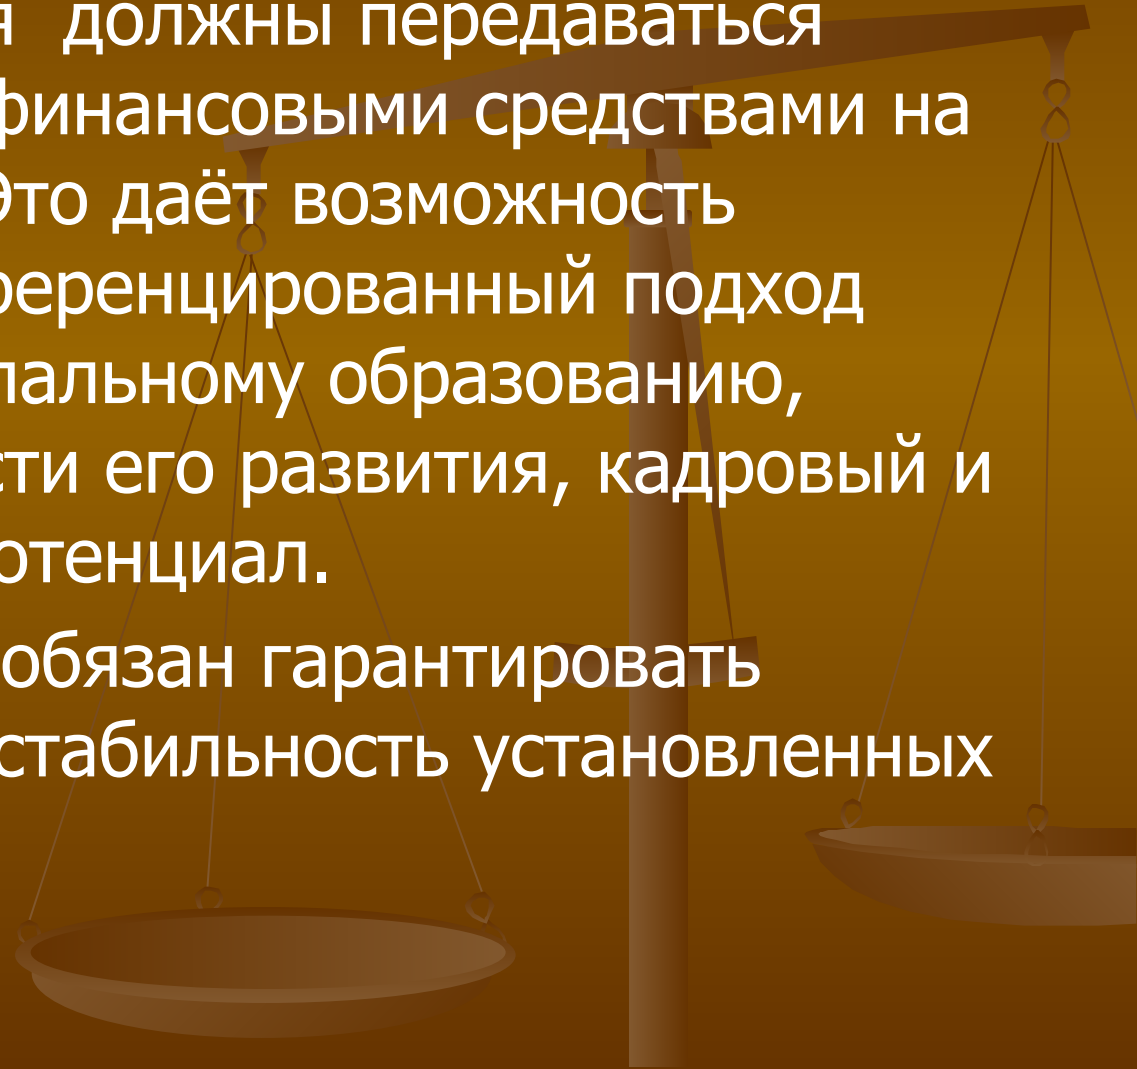 я должны передаваться
финансовыми средствами на
Это даёт возможность
ференцированный подход
пальному образованию,
сти его развития, кадровый и
отенциал.
обязан гарантировать
стабильность установленных